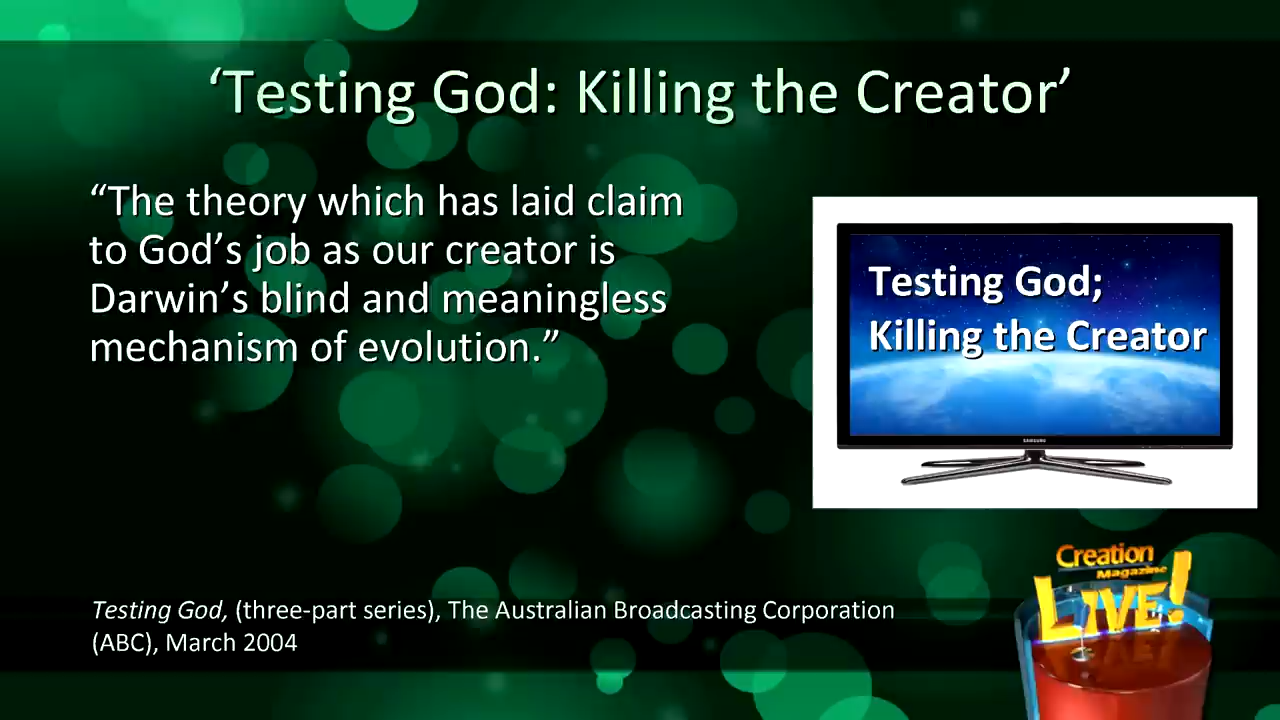 ‘Testing God: Killing the Creator’
“The theory which has laid claim
to God’s job as our creator is
Darwin’s blind and meaningless
mechanism of evolution.”
Testing God;
Killing the Creator
SAMSUNG
Testing God, (three-part series), The Australian Broadcasting Corporation
(ABC), March 2004
Creation
Magazine
LIVE!